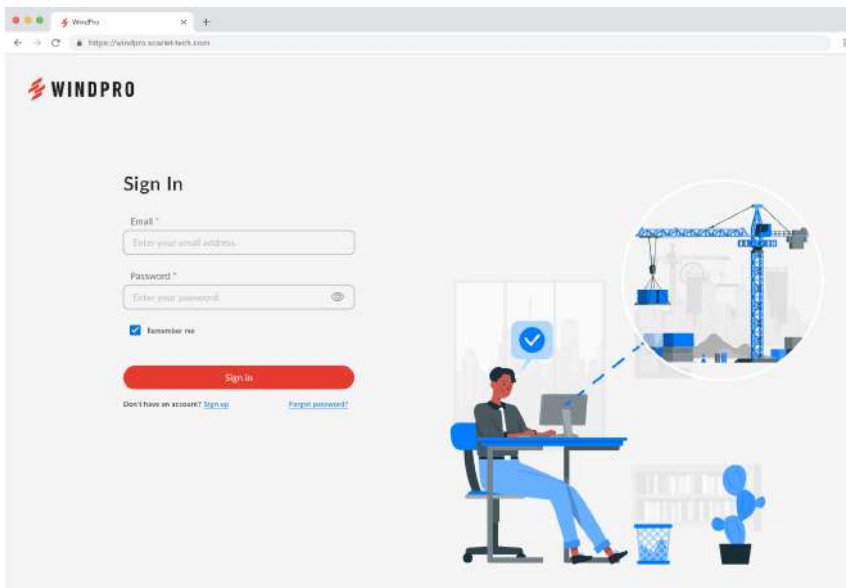 WindPro
https://windpro.scarlet-tech.com
WINDPRO
Sign In
Email *
Enter your email address
Password *
Enter your password
Remember me
Sign in
Don't have an account? Sign up
Forgot password?